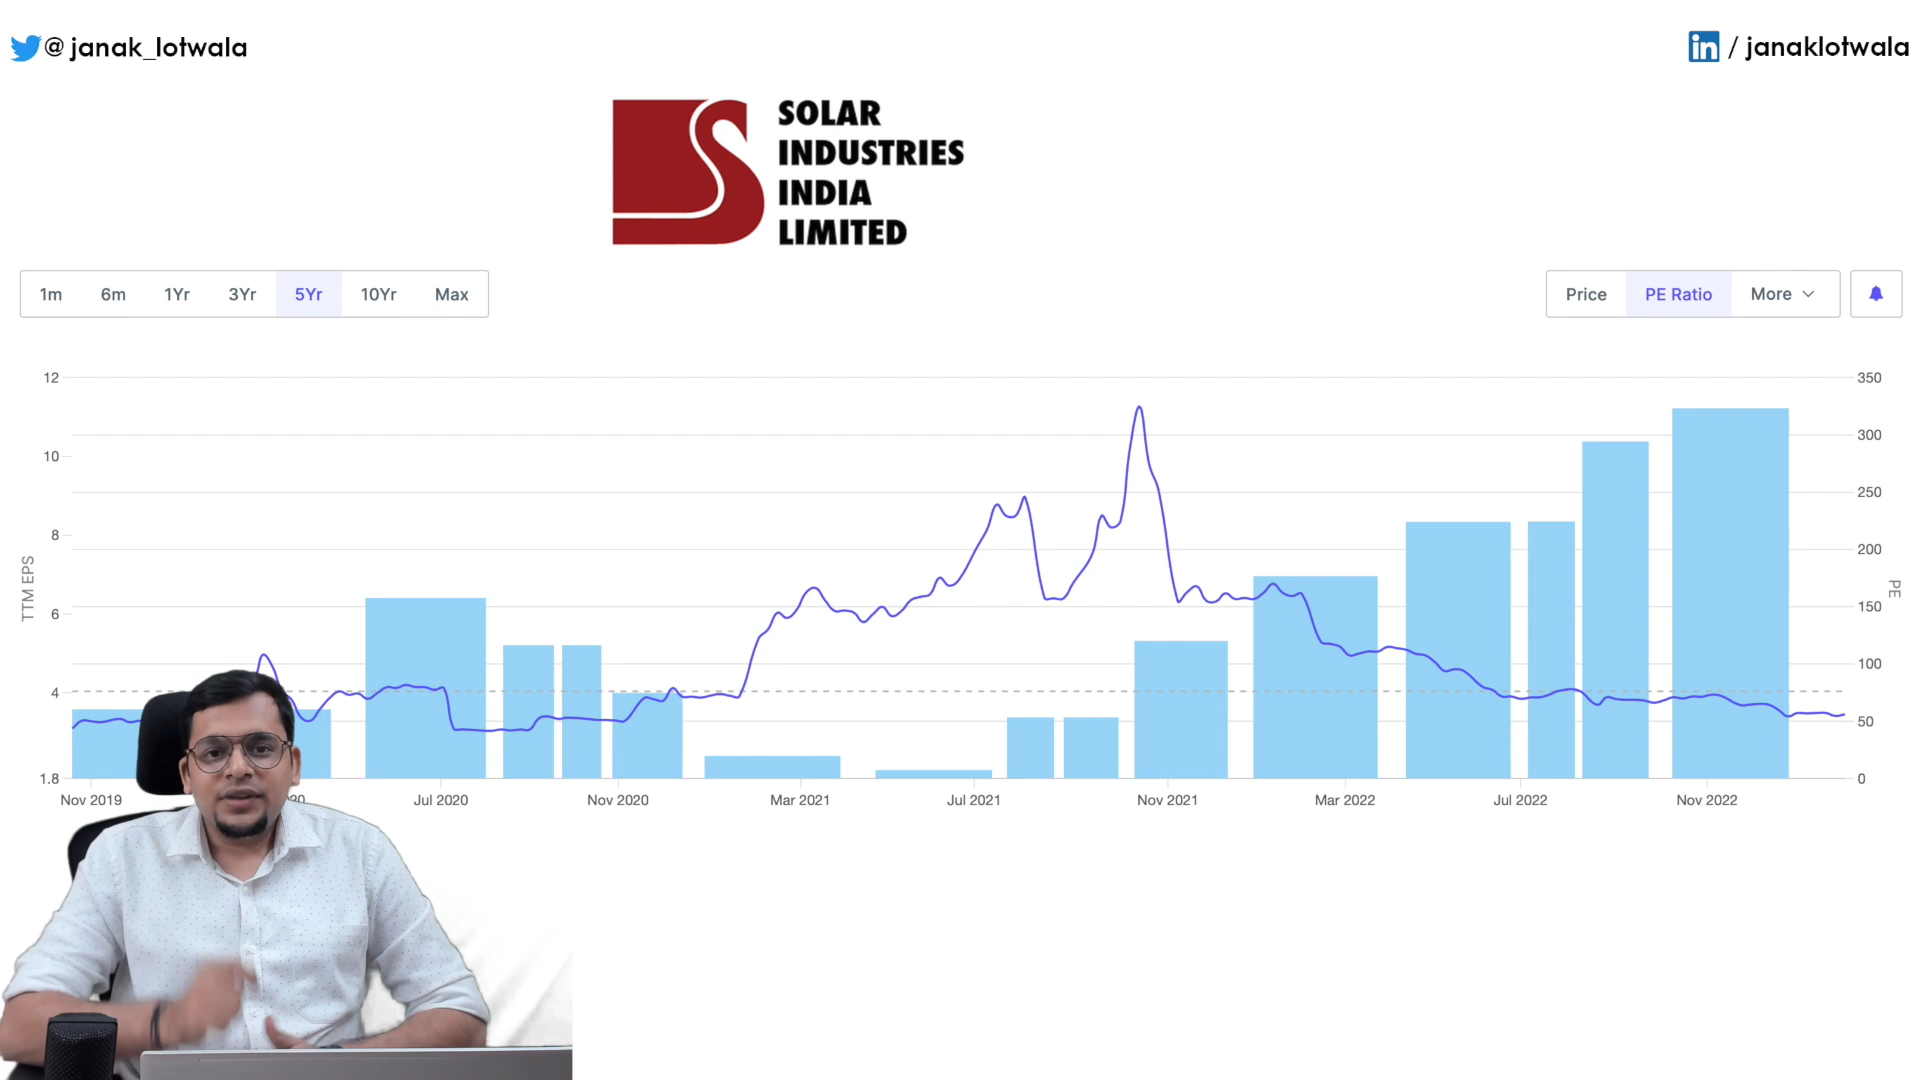 @ janak_lotwala
/ janaklotwala
SOLAR
INDUSTRIES
INDIA
LIMITED
1m 6m 1Yr 3Yr 5Yr 10Yr Max
Price PE Ratio More
12
10
8
6
4
1.8
TTM EPS
350
300
250
200
150
100
50
0
PE
Nov 2019 20 Jul 2020 Nov 2020 Mar 2021 Jul 2021 Nov 2021 Mar 2022 Jul 2022 Nov 2022